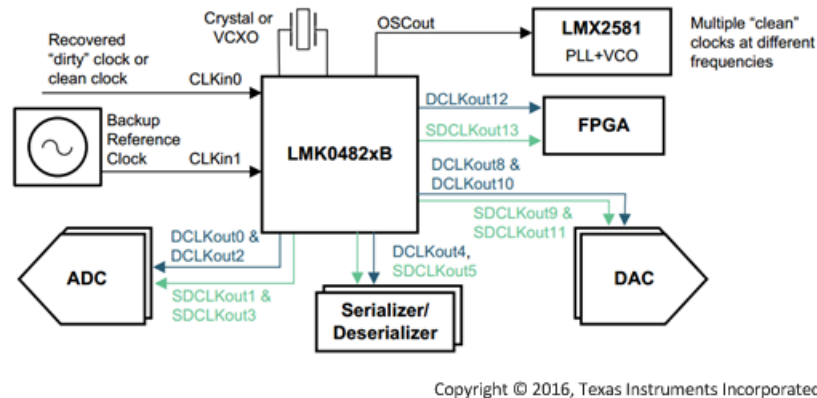 Crystal or
VCXO
OSCout
LMX2581
PLL+VCO
Multiple “clean”
clocks at different
frequencies
Recovered
“dirty” clock or
clean clock
CLKin0
Backup
Reference
Clock
CLKin1
LMK0482xB
DCLKout12
SDCLKout13
FPGA
DCLKout8 &
DCLKout10
SDCLKout9 &
SDCLKout11
DAC
DCLKout0 &
DCLKout2
ADC
SDCLKout1 &
SDCLKout3
DCLKout4,
SDCLKout5
Serializer/
Deserializer
Copyright © 2016, Texas Instruments Incorporated